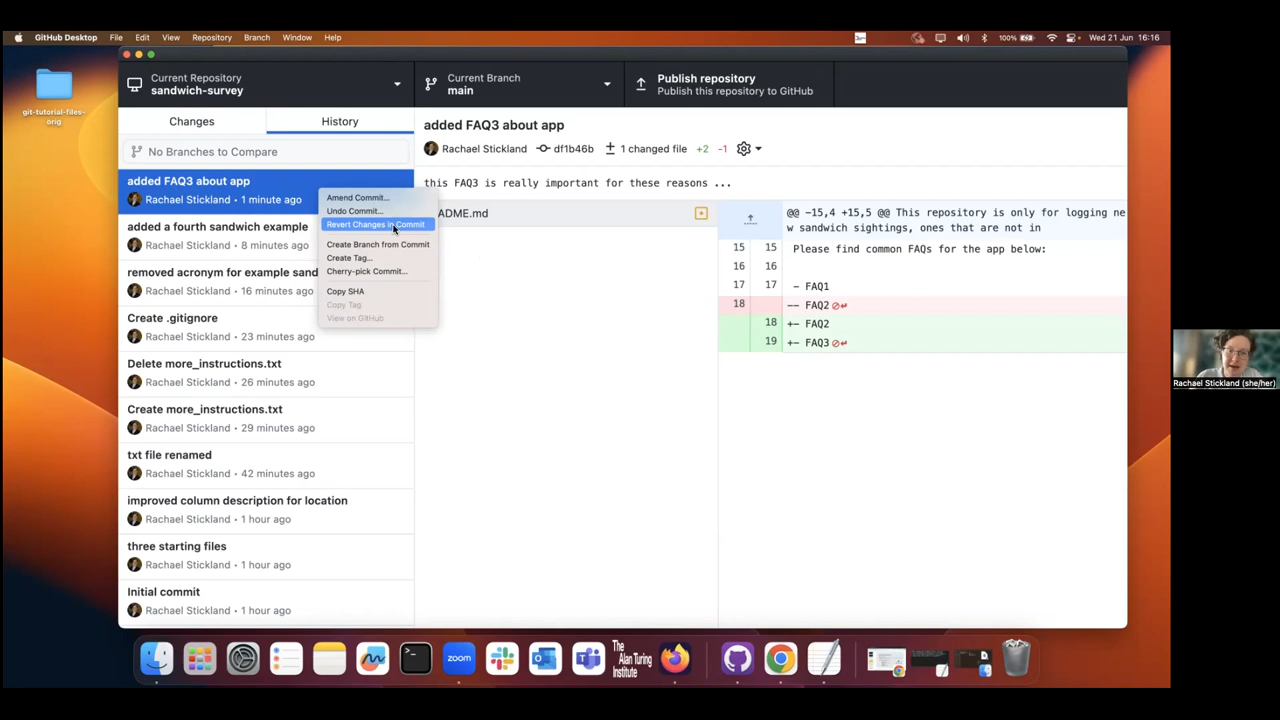 GitHub Desktop File Edit View Repository Branch Window Help
100% Wed 21 Jun 16:16
git-tutorial-files-
orig
Current Repository
sandwich-survey
Current Branch
main
Publish repository
Publish this repository to GitHub
Changes
History
No Branches to Compare
added FAQ3 about app
Rachael Stickland • 1 minute ago
added a fourth sandwich example
Rachael Stickland • 8 minutes ago
removed acronym for example sand
Rachael Stickland • 16 minutes ago
Create .gitignore
Rachael Stickland • 23 minutes ago
Delete more_instructions.txt
Rachael Stickland • 26 minutes ago
Create more_instructions.txt
Rachael Stickland • 29 minutes ago
txt file renamed
Rachael Stickland • 42 minutes ago
improved column description for location
Rachael Stickland • 1 hour ago
three starting files
Rachael Stickland • 1 hour ago
Initial commit
Rachael Stickland • 1 hour ago
Amend Commit...
Undo Commit...
Revert Changes in Commit
Create Branch from Commit
Create Tag...
Cherry-pick Commit...
Copy SHA
Copy Tag
View on GitHub
added FAQ3 about app
Rachael Stickland df1b46b 1 changed file +2 -1
this FAQ3 is really important for these reasons ...
ADME.md
@@ -15,4 +15,5 @@ This repository is only for logging ne
w sandwich sightings, ones that are not in
15 15 Please find common FAQs for the app below:
16 16
17 17 - FAQ1
18 -- FAQ2
18 +- FAQ2
19 +- FAQ3
Rachael Stickland (she/her)
zoom
The
Alan Turing
Institute